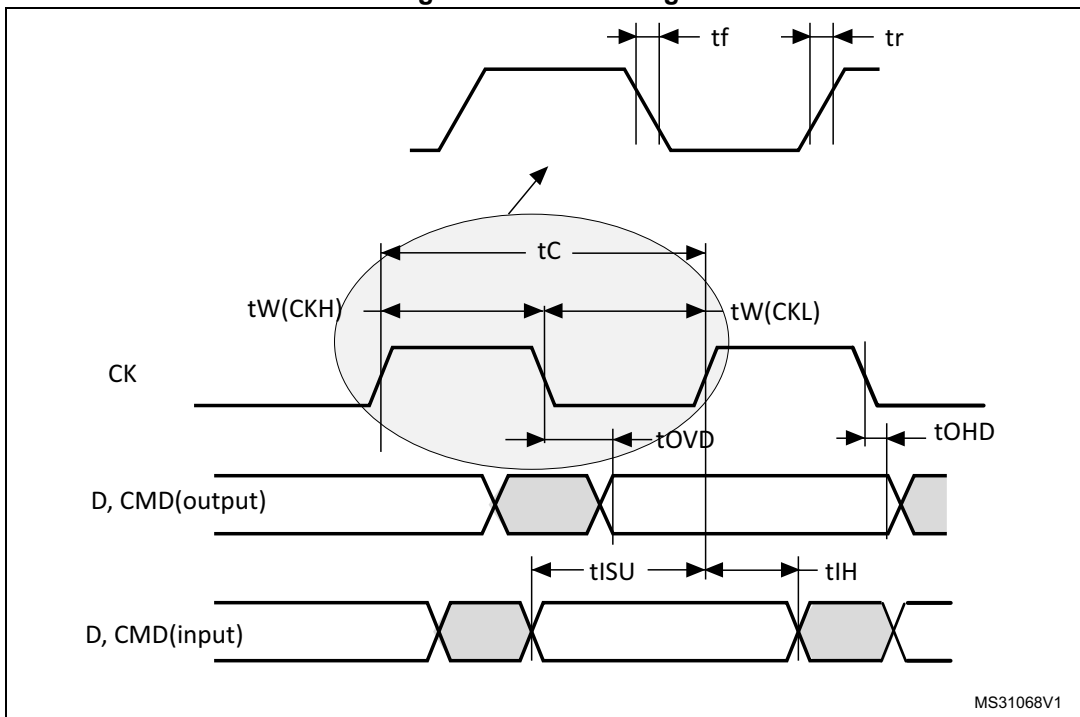 tf
tr
tC
tW(CKH)
tW(CKL)
CK
tOVD
tOHD
D, CMD(output)
tISU
tIH
D, CMD(input)
MS31068V1